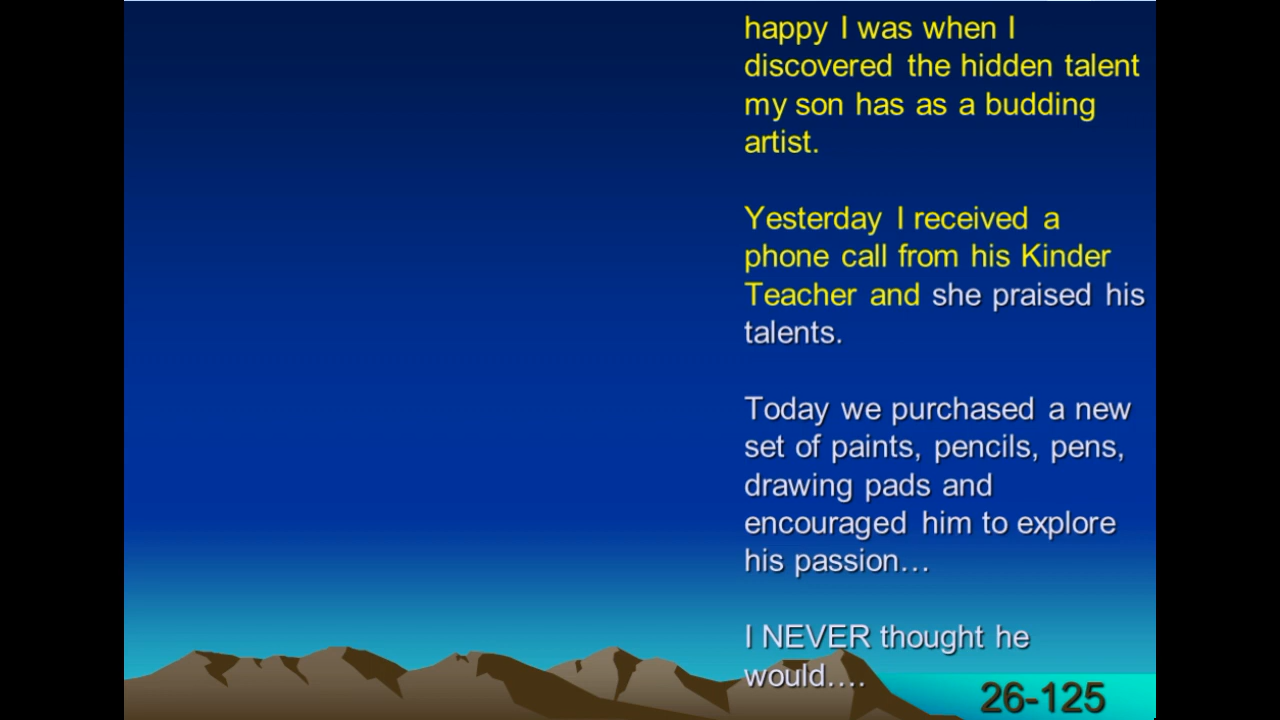 happy I was when I
discovered the hidden talent
my son has as a budding
artist.
Yesterday I received a
phone call from his Kinder
Teacher and she praised his
talents.
Today we purchased a new
set of paints, pencils, pens,
drawing pads and
encouraged him to explore
his passion…
I NEVER thought he
would….
26-125